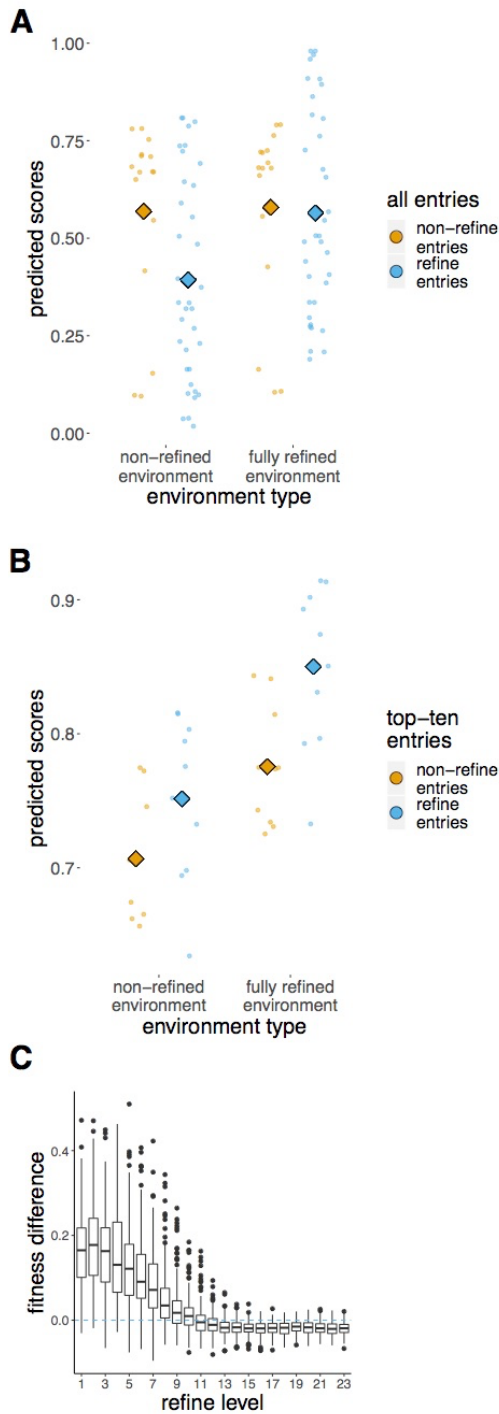 A
1.00
0.75
0.50
0.25
0.00
predicted scores
non-refined
environment
fully refined
environment
environment type
all entries
non-refine
entries
refine
entries
B
0.9
0.8
0.7
predicted scores
non-refined
environment
fully refined
environment
environment type
top-ten
entries
non-refine
entries
refine
entries
C
0.4
0.2
0.0
fitness difference
1 3 5 7 9 11 13 15 17 19 21 23
refine level